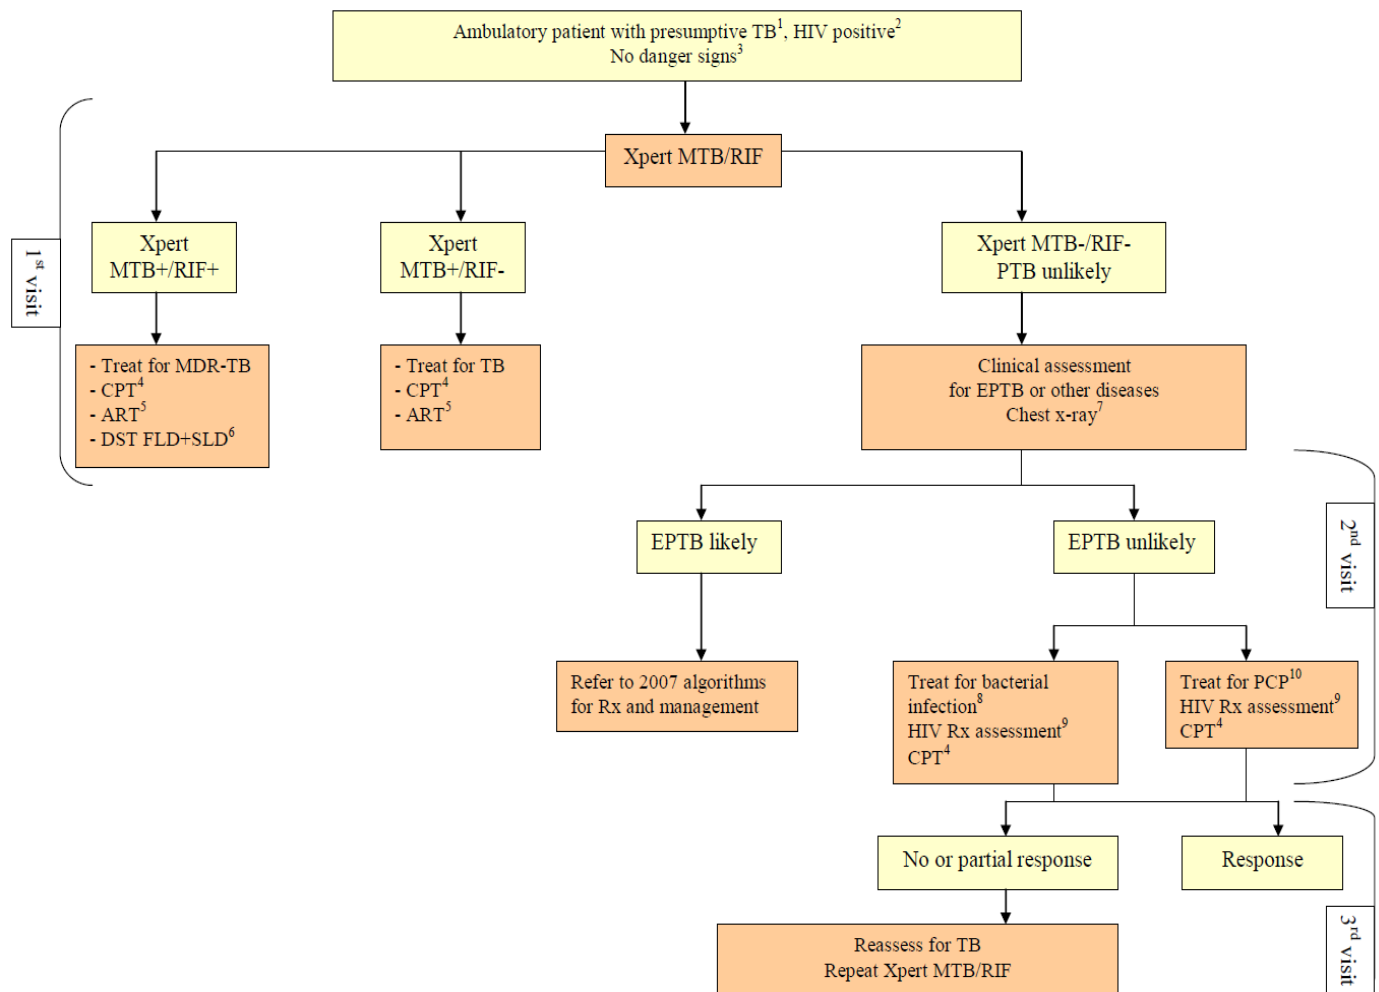 Ambulatory patient with presumptive TB¹, HIV positive²
No danger signs³
Xpert MTB/RIF
1st visit
Xpert
MTB+/RIF+
Xpert
MTB+/RIF-
Xpert MTB-/RIF-
PTB unlikely
- Treat for MDR-TB
- CPT⁴
- ART⁵
- DST FLD+SLD⁶
- Treat for TB
- CPT⁴
- ART⁵
Clinical assessment
for EPTB or other diseases
Chest x-ray⁷
2nd visit
EPTB likely
EPTB unlikely
Refer to 2007 algorithms
for Rx and management
Treat for bacterial
infection⁸
HIV Rx assessment⁹
CPT⁴
Treat for PCP¹⁰
HIV Rx assessment⁹
CPT⁴
No or partial response
Response
3rd visit
Reassess for TB
Repeat Xpert MTB/RIF